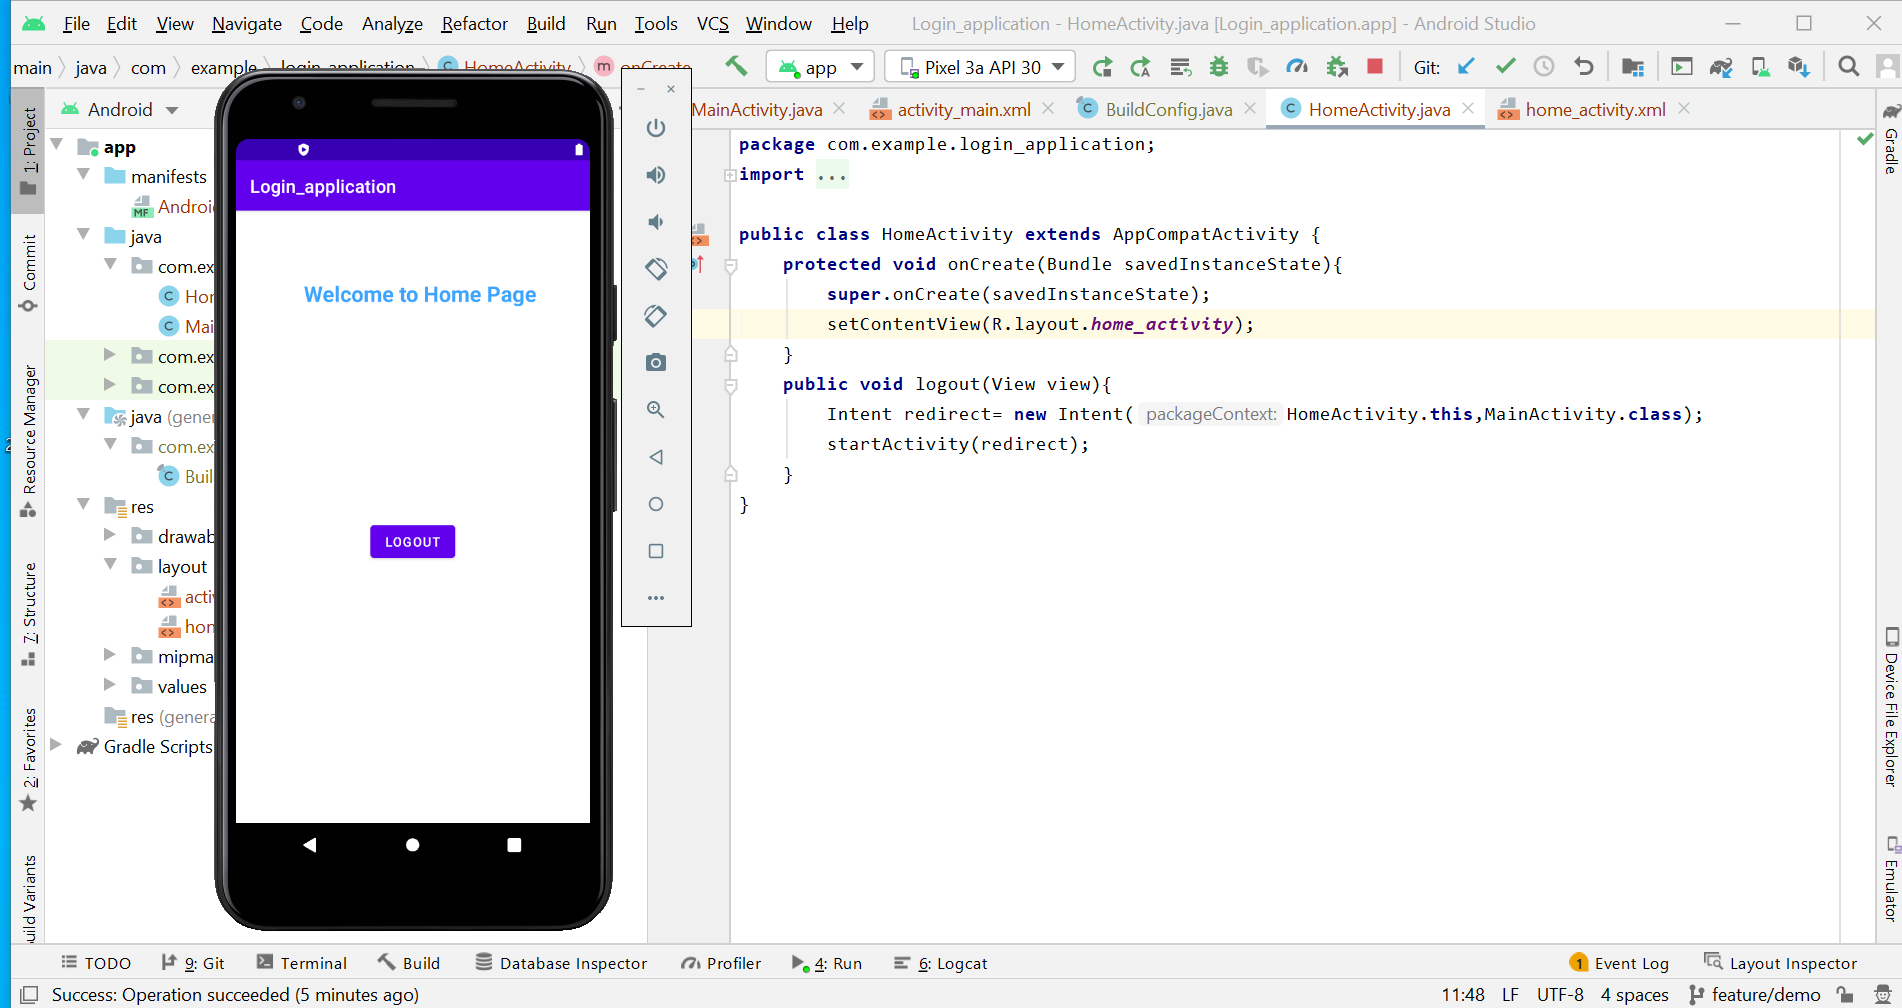 File Edit View Navigate Code Analyze Refactor Build Run Tools VCS Window Help Login_application - HomeActivity.java [Login_application.app] - Android Studio
main java com example login_application HomeActivity onCreate app Pixel 3a API 30 Git:
Android MainActivity.java activity_main.xml BuildConfig.java HomeActivity.java home_activity.xml
1: Project
Commit
Resource Manager
7: Structure
2: Favorites
uild Variants
app
manifests
MF Androi
java
com.ex
C Hor
C Mai
com.ex
com.ex
java (gener
com.ex
C Buil
res
drawab
layout
activ
hon
mipma
values
res (genera
Gradle Scripts
Login_application
Welcome to Home Page
LOGOUT
package com.example.login_application;
import ...
public class HomeActivity extends AppCompatActivity {
protected void onCreate(Bundle savedInstanceState){
super.onCreate(savedInstanceState);
setContentView(R.layout.home_activity);
}
public void logout(View view){
Intent redirect= new Intent( packageContext: HomeActivity.this,MainActivity.class);
startActivity(redirect);
}
}
Gradle
Device File Explorer
Emulator
TODO 9: Git Terminal Build Database Inspector Profiler 4: Run 6: Logcat 1 Event Log Layout Inspector
Success: Operation succeeded (5 minutes ago) 11:48 LF UTF-8 4 spaces feature/demo